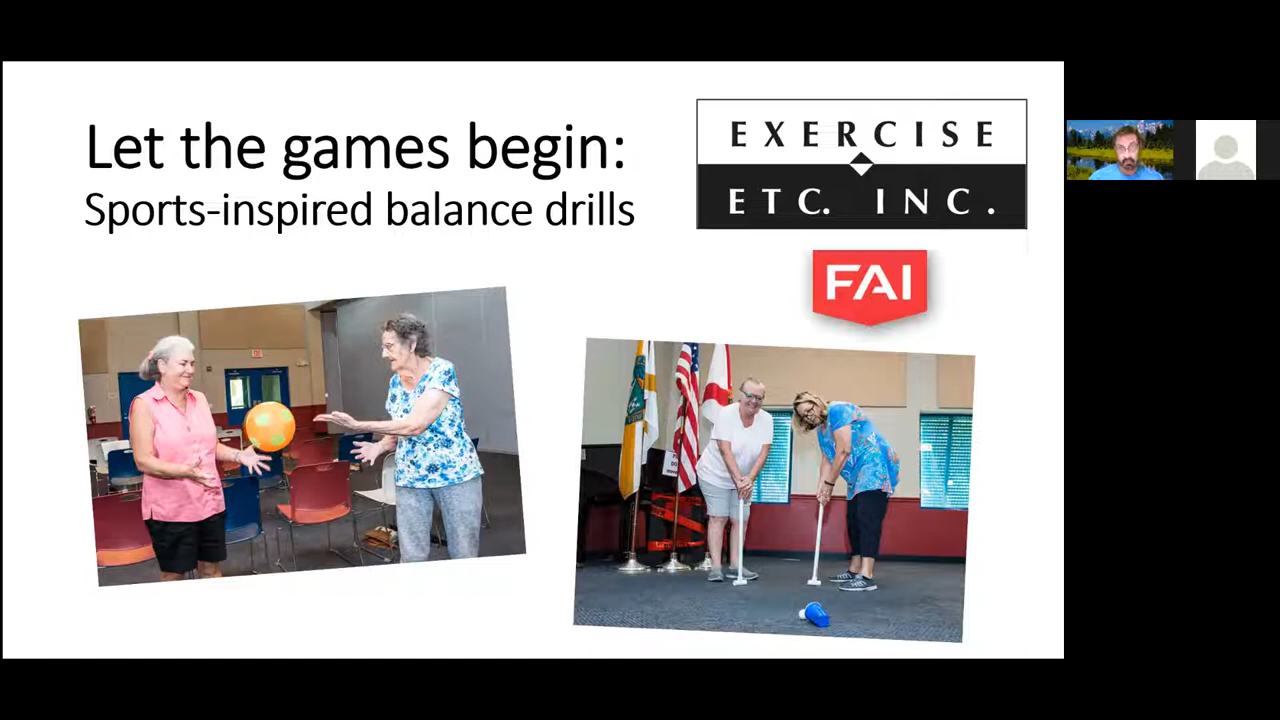 Let the games begin:
Sports-inspired balance drills
EXERCISE
ETC. INC.
FAI